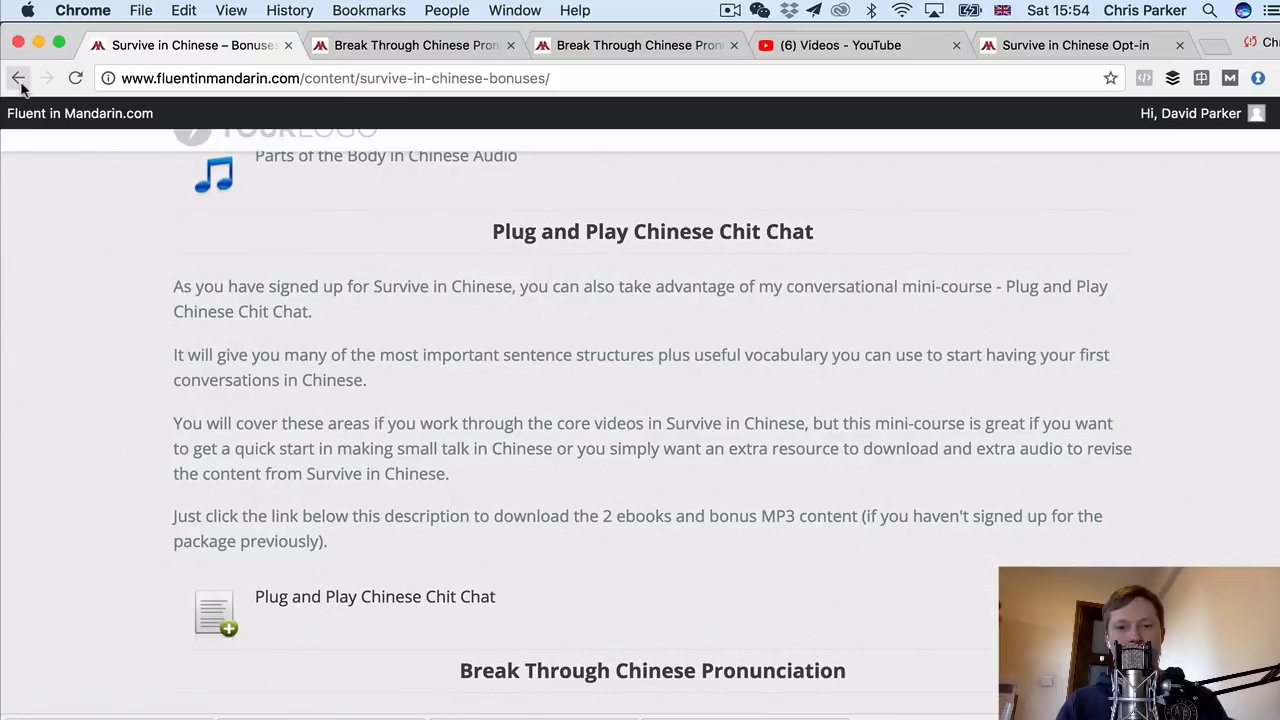 Chrome File Edit View History Bookmarks People Window Help Sat 15:54 Chris Parker
Survive in Chinese – Bonuses Break Through Chinese Pron Break Through Chinese Pron (6) Videos - YouTube Survive in Chinese Opt-in
www.fluentinmandarin.com/content/survive-in-chinese-bonuses/
Fluent in Mandarin.com Hi, David Parker
Parts of the Body in Chinese Audio
Plug and Play Chinese Chit Chat
As you have signed up for Survive in Chinese, you can also take advantage of my conversational mini-course - Plug and Play
Chinese Chit Chat.
It will give you many of the most important sentence structures plus useful vocabulary you can use to start having your first
conversations in Chinese.
You will cover these areas if you work through the core videos in Survive in Chinese, but this mini-course is great if you want
to get a quick start in making small talk in Chinese or you simply want an extra resource to download and extra audio to revise
the content from Survive in Chinese.
Just click the link below this description to download the 2 ebooks and bonus MP3 content (if you haven't signed up for the
package previously).
Plug and Play Chinese Chit Chat
Break Through Chinese Pronunciation